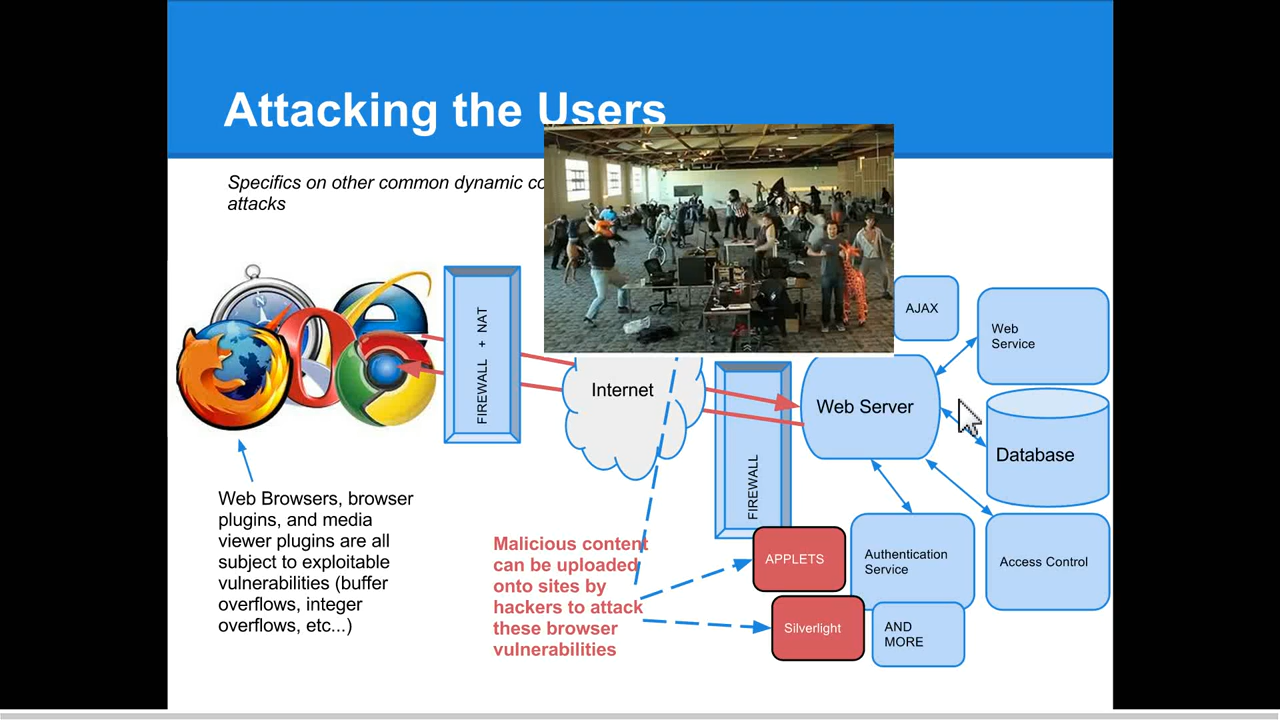 Attacking the Users
Specifics on other common dynamic
attacks
FIREWALL + NAT
Internet
FIREWALL
AJAX
Web
Service
Web Server
Database
Web Browsers, browser
plugins, and media
viewer plugins are all
subject to exploitable
vulnerabilities (buffer
overflows, integer
overflows, etc...)
Malicious content
can be uploaded
onto sites by
hackers to attack
these browser
vulnerabilities
APPLETS
Authentication
Service
Access Control
Silverlight
AND
MORE